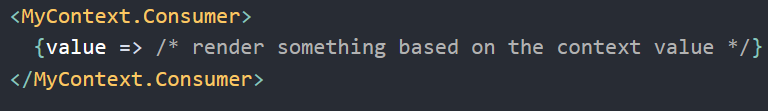 <MyContext.Consumer>
  {value => /* render something based on the context value */}
</MyContext.Consumer>